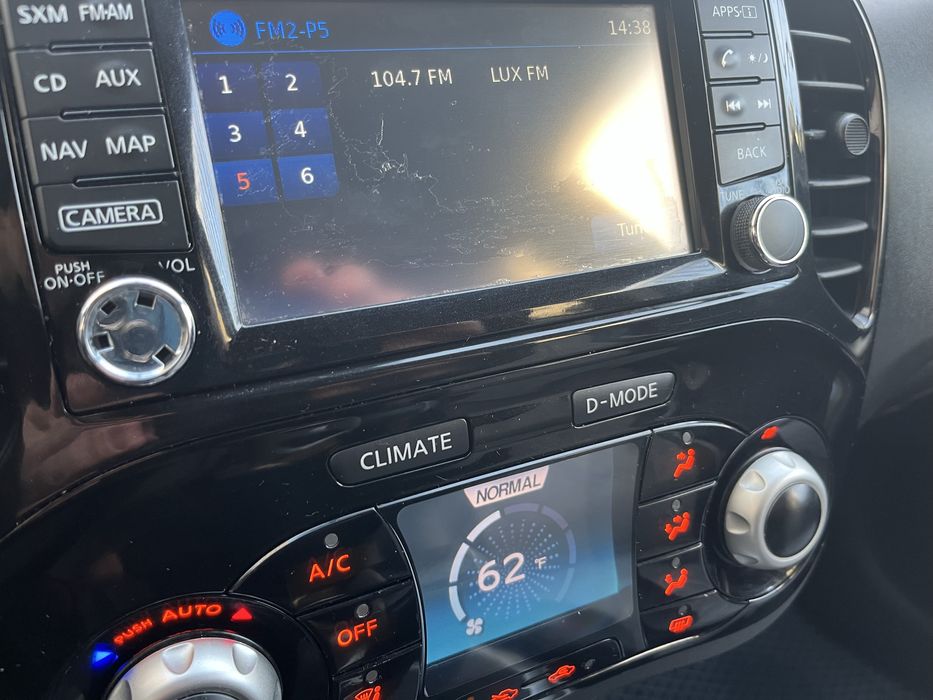 SXM FM·AM
CD AUX
NAV MAP
CAMERA
PUSH
ON·OFF
VOL
FM2-P5
14:38
1 2
3 4
5 6
104.7 FM
LUX FM
APPS·i
BACK
TUNE
CLIMATE
D-MODE
NORMAL
62 °F
A/C
OFF
PUSH AUTO